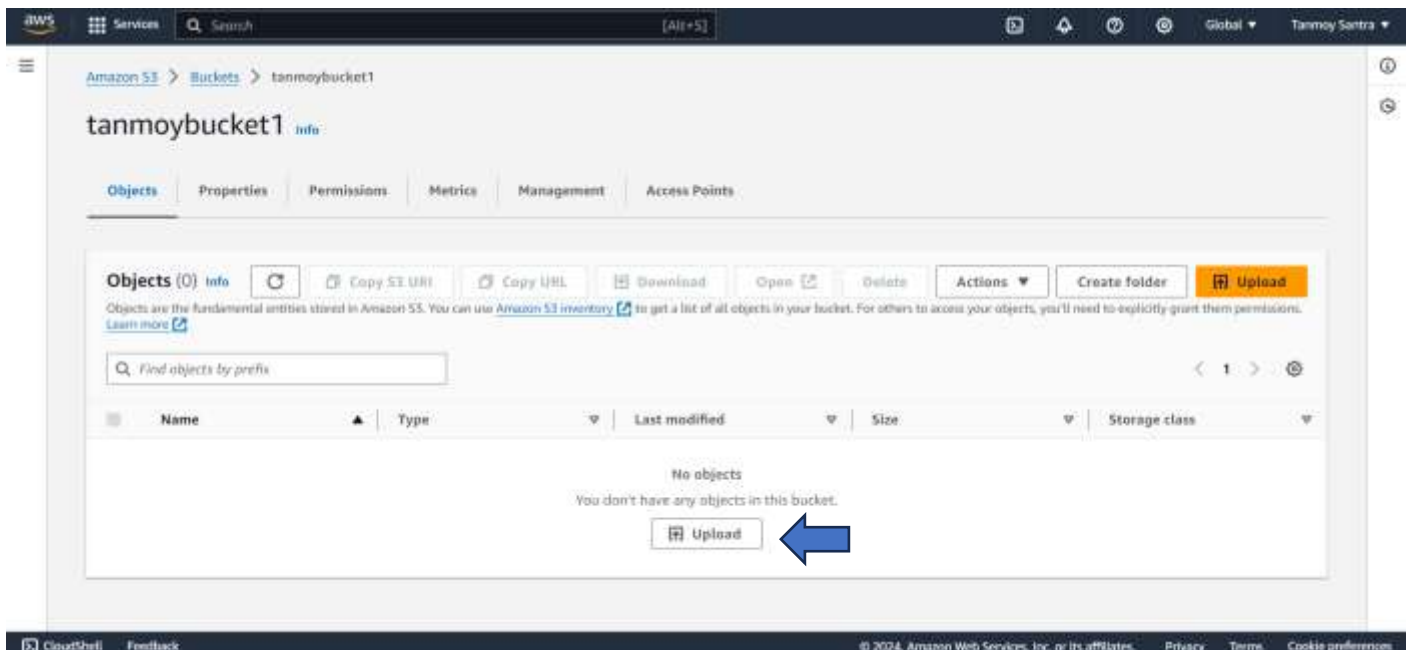 aws Services Search [Alt+S] Global Tanmoy Santra
Amazon S3 > Buckets > tanmoybucket1
tanmoybucket1 Info
Objects Properties Permissions Metrics Management Access Points
Objects (0) Info Copy S3 URI Copy URL Download Open Delete Actions Create folder Upload
Objects are the fundamental entities stored in Amazon S3. You can use Amazon S3 inventory to get a list of all objects in your bucket. For others to access your objects, you'll need to explicitly grant them permissions.
Learn more
Find objects by prefix < 1 >
Name Type Last modified Size Storage class
No objects
You don't have any objects in this bucket.
Upload
CloudShell Feedback © 2024, Amazon Web Services, Inc. or its affiliates. Privacy Terms Cookie preferences